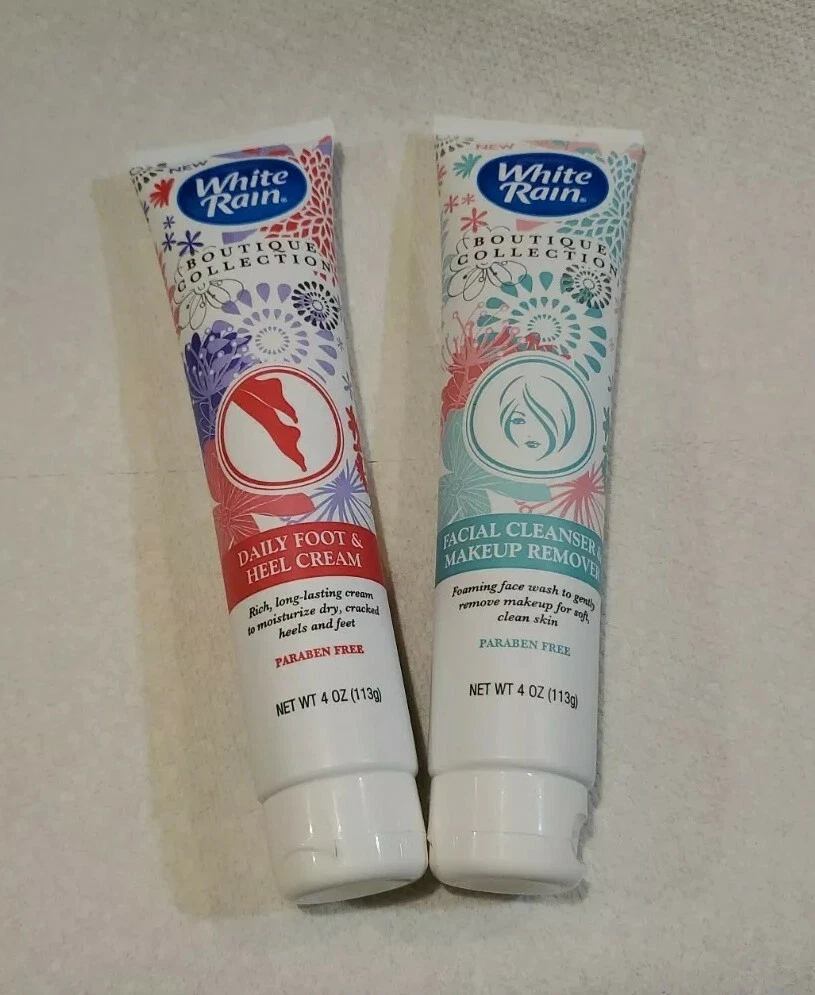 NEW
White
Rain®
BOUTIQUE
COLLECTION
DAILY FOOT &
HEEL CREAM
Rich, long-lasting cream
to moisturize dry, cracked
heels and feet
PARABEN FREE
NET WT 4 OZ (113g)
NEW
White
Rain®
BOUTIQUE
COLLECTION
FACIAL CLEANSER &
MAKEUP REMOVER
Foaming face wash to gently
remove makeup for soft,
clean skin
PARABEN FREE
NET WT 4 OZ (113g)